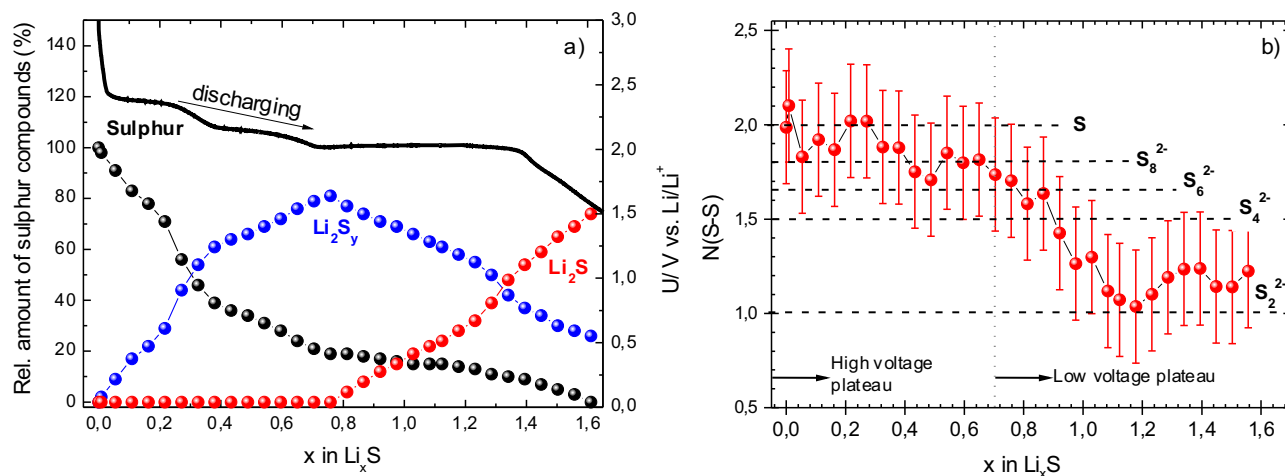 Rel. amount of sulphur compounds (%)
140
120
100
80
60
40
20
0
a)
discharging
Sulphur
Li₂Sᵧ
Li₂S
3,0
2,5
2,0
1,5
1,0
0,5
0,0
U/ V vs. Li/Li⁺
0,0 0,2 0,4 0,6 0,8 1,0 1,2 1,4 1,6
x in LiₓS
N(S-S)
2,5
2,0
1,5
1,0
0,5
b)
S
S₈²⁻
S₆²⁻
S₄²⁻
S₂²⁻
High voltage
plateau
Low voltage plateau
0,0 0,2 0,4 0,6 0,8 1,0 1,2 1,4 1,6
x in LiₓS